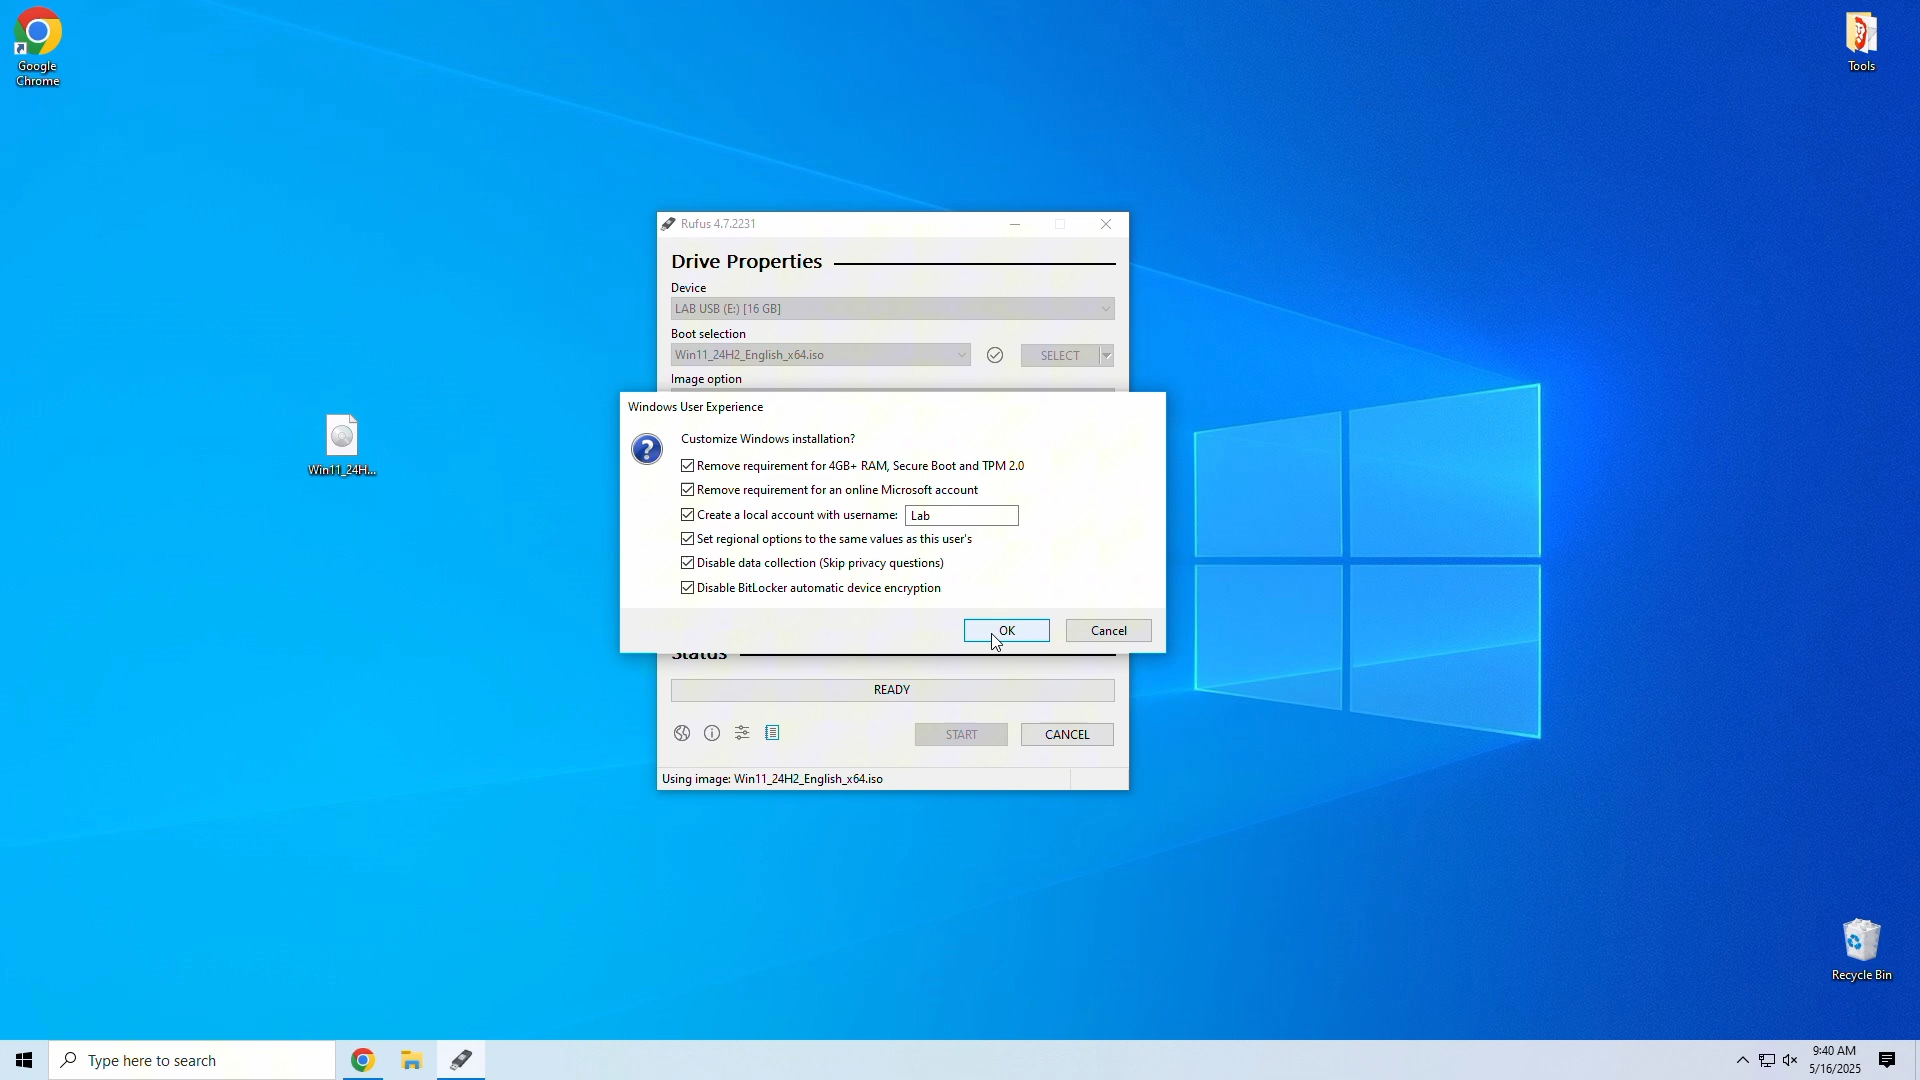 Google
Chrome
Tools
Win11_24H...
Rufus 4.7.2231
Drive Properties
Device
LAB USB (E:) [16 GB]
Boot selection
Win11_24H2_English_x64.iso
SELECT
Image option
Windows User Experience
Customize Windows installation?
Remove requirement for 4GB+ RAM, Secure Boot and TPM 2.0
Remove requirement for an online Microsoft account
Create a local account with username: Lab
Set regional options to the same values as this user's
Disable data collection (Skip privacy questions)
Disable BitLocker automatic device encryption
OK
Cancel
Status
READY
START
CANCEL
Using image: Win11_24H2_English_x64.iso
Recycle Bin
Type here to search
9:40 AM
5/16/2025